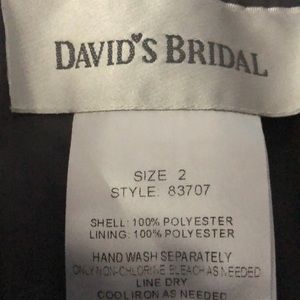 DAVID'S BRIDAL
SIZE 2
STYLE: 83707
SHELL: 100% POLYESTER
LINING: 100% POLYESTER
HAND WASH SEPARATELY
ONLY NON-CHLORINE BLEACH AS NEEDED
LINE DRY
COOL IRON AS NEEDED